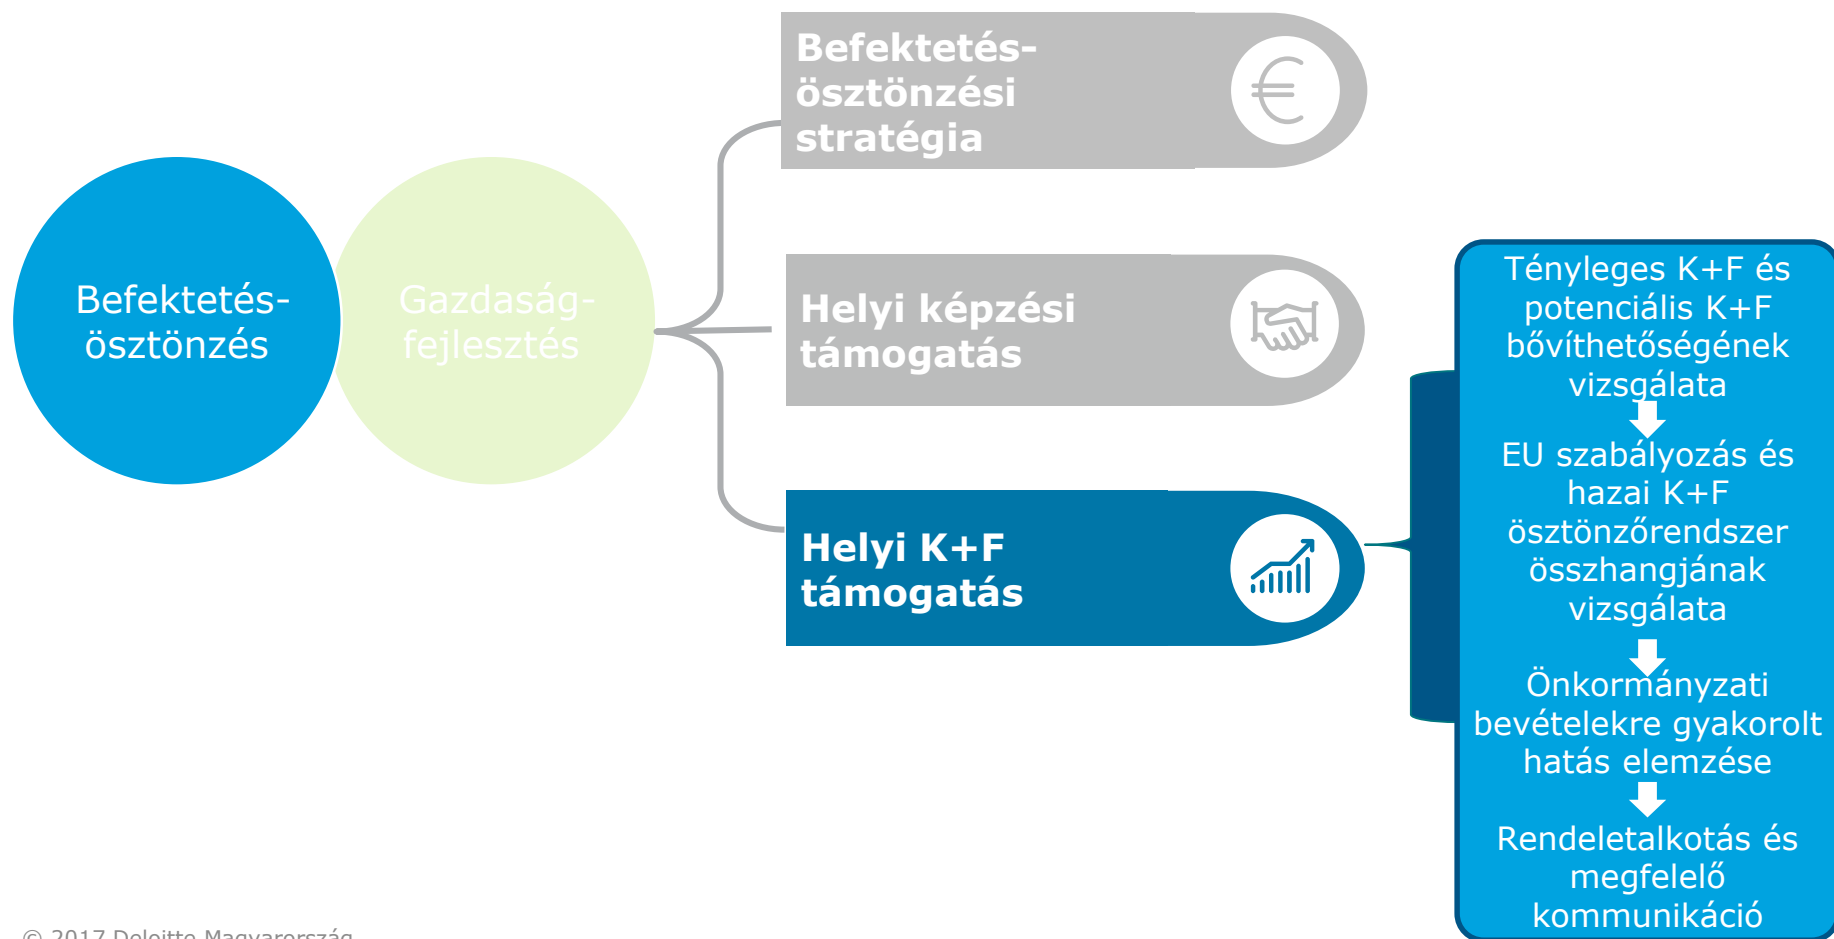 Befektetés-
ösztönzés
Gazdaság-
fejlesztés
Befektetés-
ösztönzési
stratégia
Helyi képzési
támogatás
Helyi K+F
támogatás
Tényleges K+F és
potenciális K+F
bővíthetőségének
vizsgálata
EU szabályozás és
hazai K+F
ösztönzőrendszer
összhangjának
vizsgálata
Önkormányzati
bevételekre gyakorolt
hatás elemzése
Rendeletalkotás és
megfelelő
kommunikáció
© 2017 Deloitte Magyarország